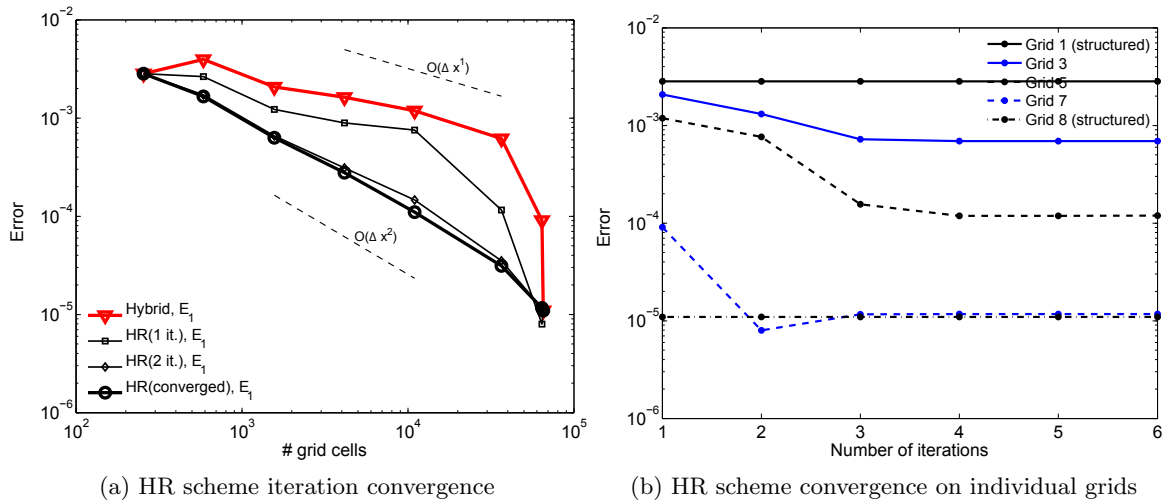 10^-2
10^-3
10^-4
10^-5
10^-6
Error
10^2
10^3
10^4
10^5
# grid cells
O(Δ x^1)
O(Δ x^2)
Hybrid, E_1
HR(1 it.), E_1
HR(2 it.), E_1
HR(converged), E_1
(a) HR scheme iteration convergence
10^-2
10^-3
10^-4
10^-5
10^-6
Error
1
2
3
4
5
6
Number of iterations
Grid 1 (structured)
Grid 3
Grid 5
Grid 7
Grid 8 (structured)
(b) HR scheme convergence on individual grids